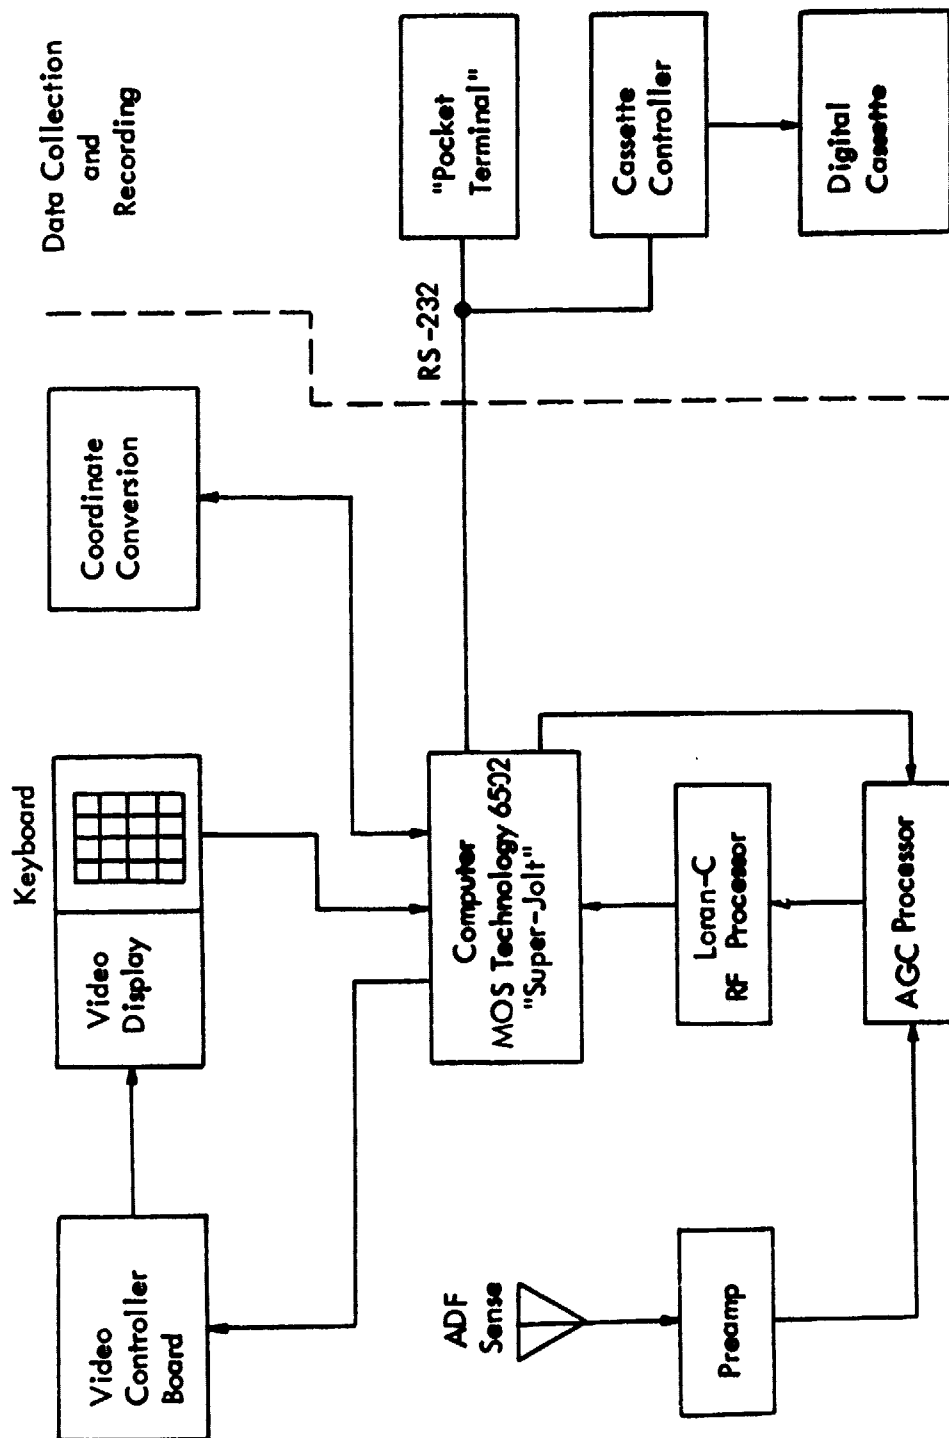 Keyboard
Video
Controller
Board
Video
Display
Coordinate
Conversion
Data Collection
and
Recording
ADF
Sense
Computer
MOS Technology 6502
"Super-Jolt"
RS-232
"Pocket
Terminal"
Preamp
Loran-C
RF Processor
Cassette
Controller
AGC Processor
Digital
Cassette